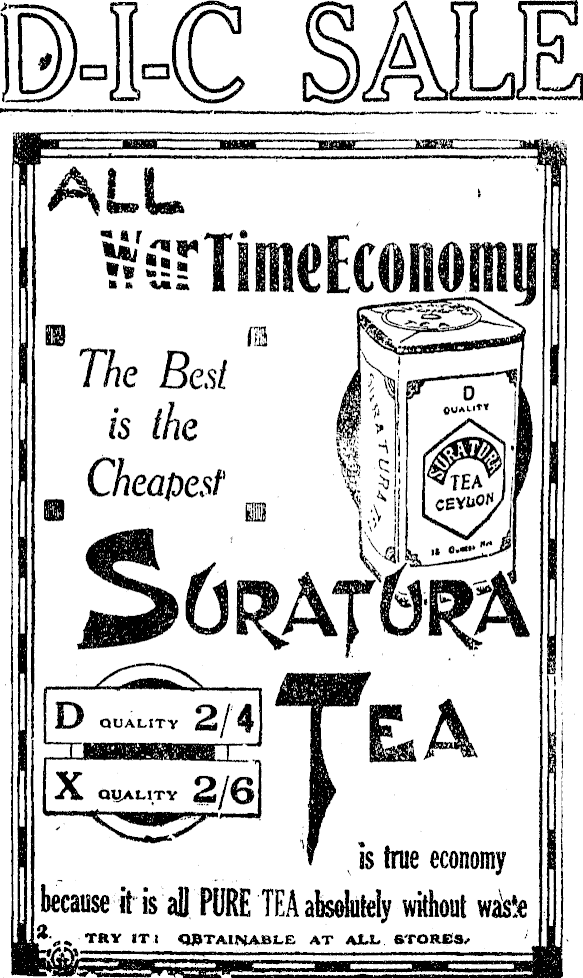 D-I-C SALE
ALL
War Time Economy
The Best
is the
Cheapest
D
QUALITY
SURATURA
TEA
CEYLON
SURATURA
SURATURA
TEA
D QUALITY 2/4
X QUALITY 2/6
is true economy
because it is all PURE TEA absolutely without waste
2.
TRY IT! OBTAINABLE AT ALL STORES.